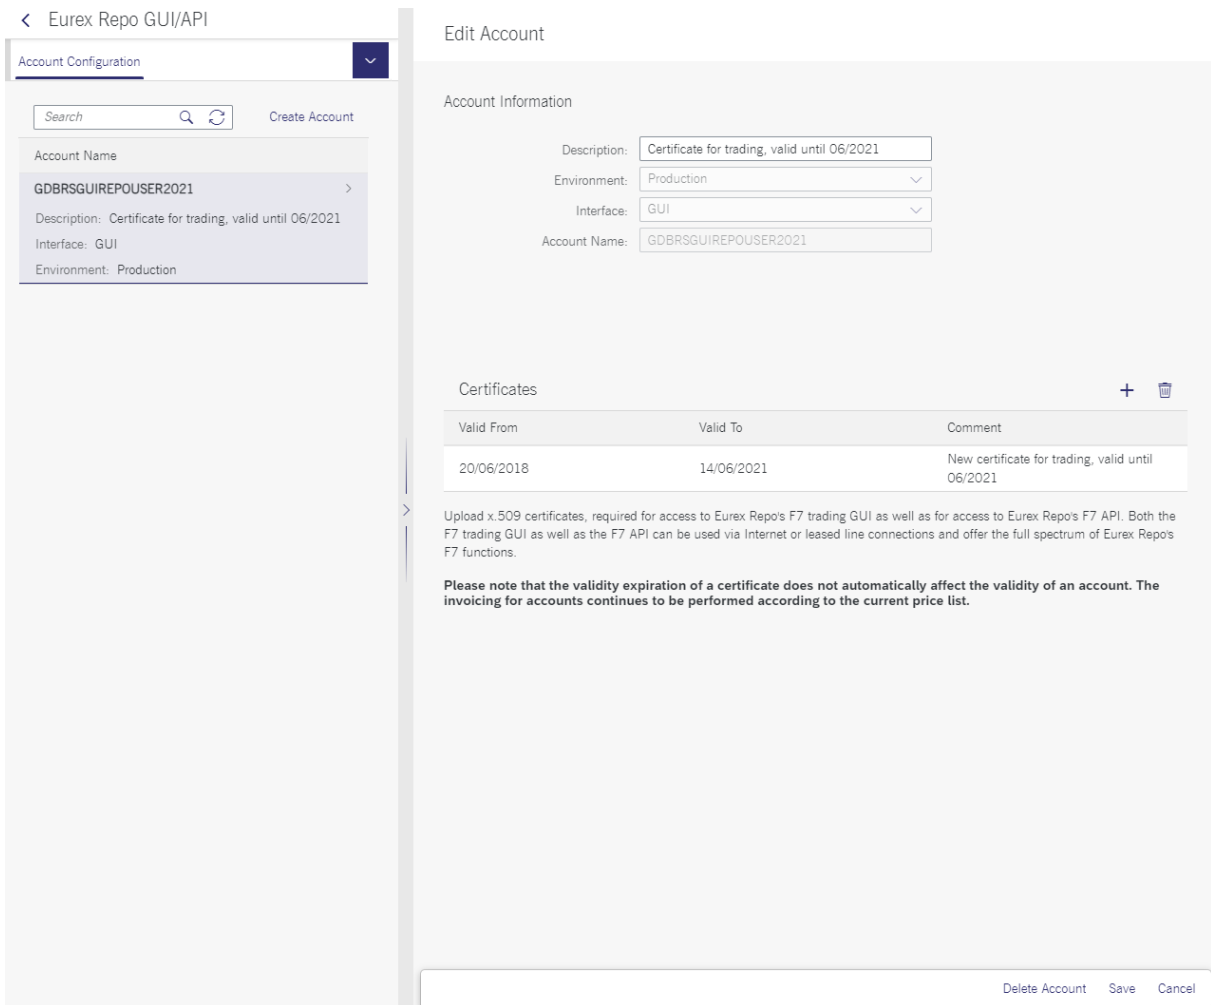 Eurex Repo GUI/API
Account Configuration
Search
Create Account
Account Name
GDBRSGUIREPOUSER2021
Description: Certificate for trading, valid until 06/2021
Interface: GUI
Environment: Production
Edit Account
Account Information
Description: Certificate for trading, valid until 06/2021
Environment: Production
Interface: GUI
Account Name: GDBRSGUIREPOUSER2021
Certificates
Valid From Valid To Comment
20/06/2018 14/06/2021 New certificate for trading, valid until
06/2021
Upload x.509 certificates, required for access to Eurex Repo's F7 trading GUI as well as for access to Eurex Repo's F7 API. Both the
F7 trading GUI as well as the F7 API can be used via Internet or leased line connections and offer the full spectrum of Eurex Repo's
F7 functions.
Please note that the validity expiration of a certificate does not automatically affect the validity of an account. The
invoicing for accounts continues to be performed according to the current price list.
Delete Account Save Cancel